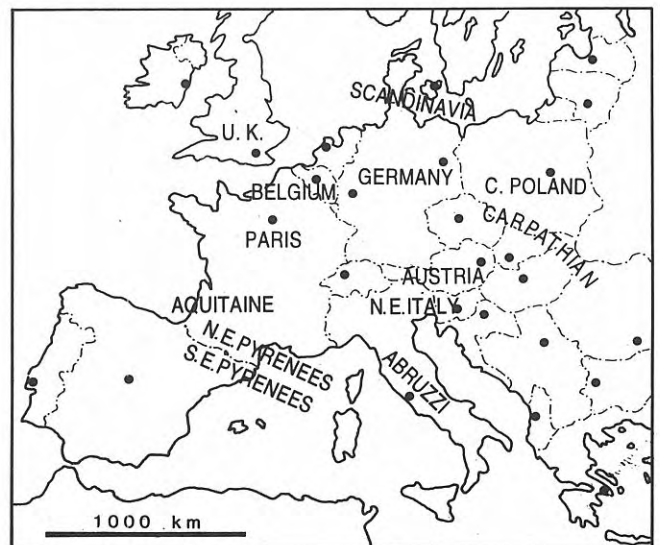 SCANDINAVIA
U. K.
BELGIUM
GERMANY
C. POLAND
CARPATHIAN
PARIS
AUSTRIA
AQUITAINE
N.E.ITALY
N.E.PYRENEES
S.E.PYRENEES
ABRUZZI
1000 km